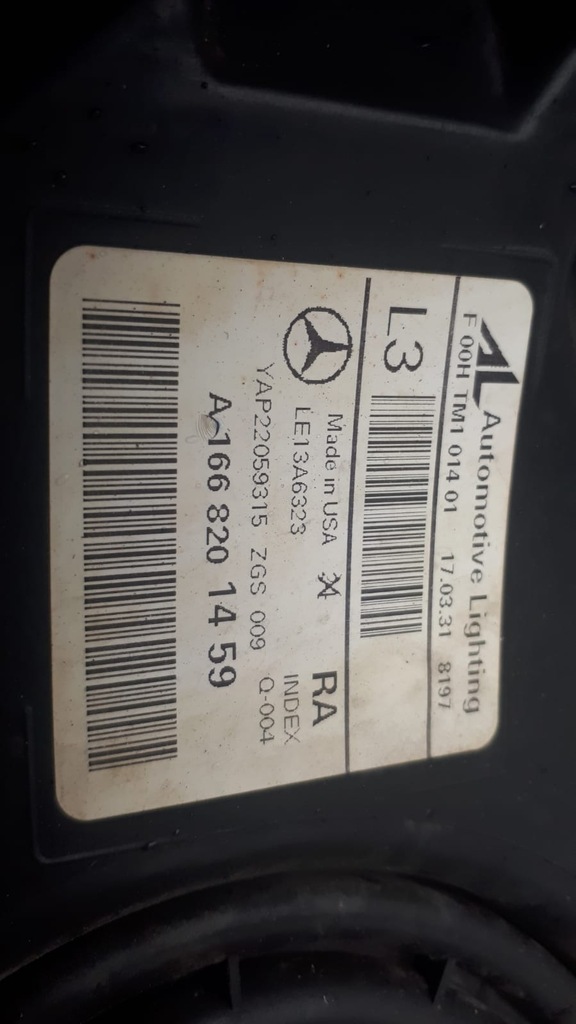 AL Automotive Lighting
F 00H TM1 014 01 17.03.31 8197
L3
Made in USA RA
LE13A6323 INDEX
YAP22059315 ZGS 009 Q-004
A 166 820 14 59